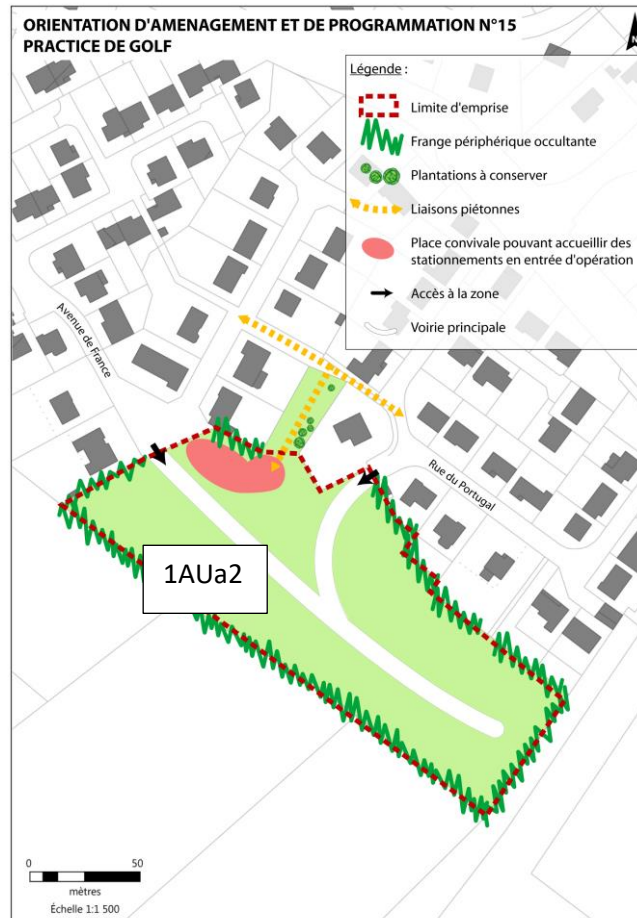 ORIENTATION D'AMENAGEMENT ET DE PROGRAMMATION N°15
PRACTICE DE GOLF
N
Légende :
Limite d'emprise
Frange périphérique occultante
Plantations à conserver
Liaisons piétonnes
Place convivale pouvant accueillir des
stationnements en entrée d'opération
Accès à la zone
Voirie principale
Avenue de France
Rue du Portugal
1AUa2
0 50
mètres
Échelle 1:1 500